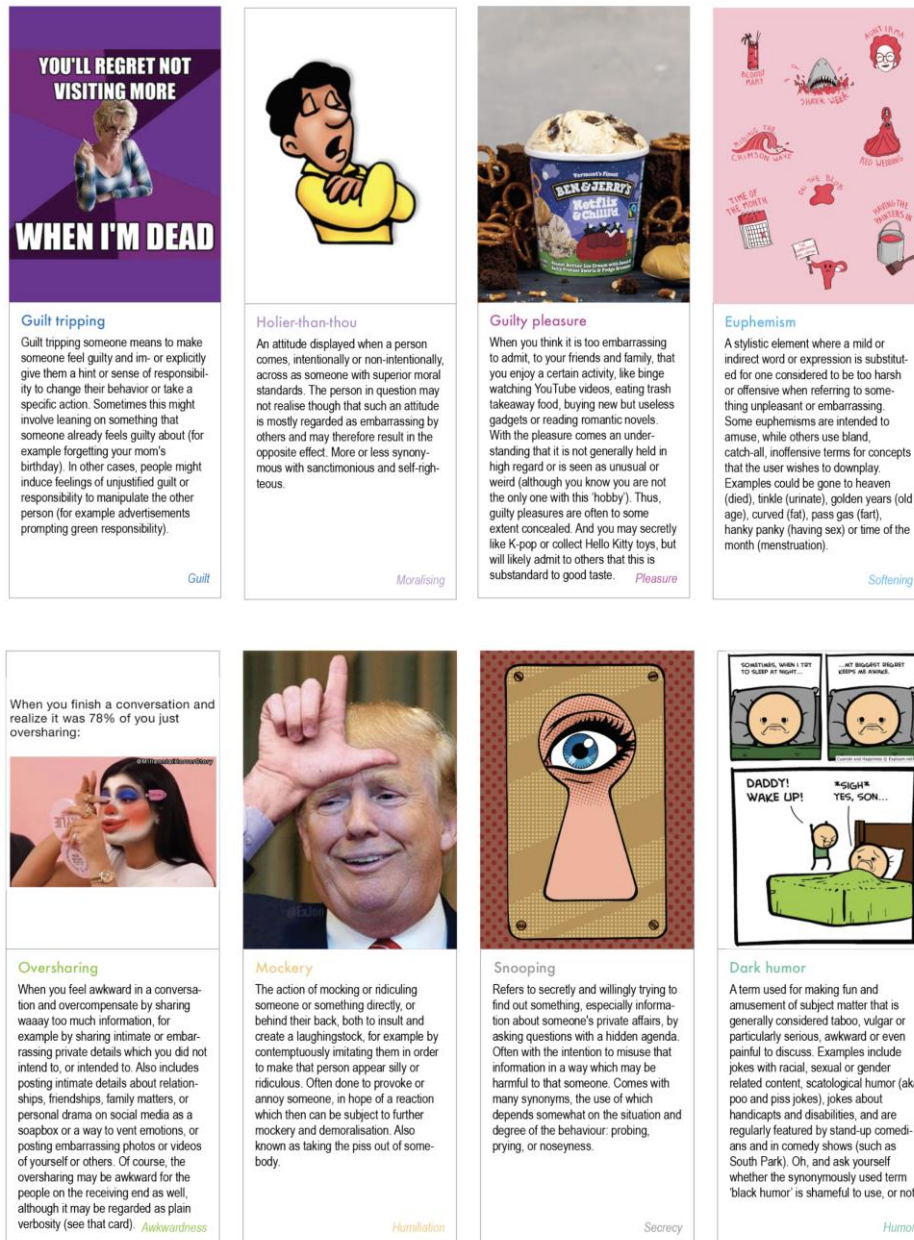 YOU'LL REGRET NOT
VISITING MORE
WHEN I'M DEAD
Guilt tripping
Guilt tripping someone means to make
someone feel guilty and im- or explicitly
give them a hint or sense of responsibil-
ity to change their behavior or take a
specific action. Sometimes this might
involve leaning on something that
someone already feels guilty about (for
example forgetting your mom's
birthday). In other cases, people might
induce feelings of unjustified guilt or
responsibility to manipulate the other
person (for example advertisements
prompting green responsibility).
Guilt
Holier-than-thou
An attitude displayed when a person
comes, intentionally or non-intentionally,
across as someone with superior moral
standards. The person in question may
not realise though that such an attitude
is mostly regarded as embarrassing by
others and may therefore result in the
opposite effect. More or less synony-
mous with sanctimonious and self-righ-
teous.
Moralising
Vermont's Finest
BEN & JERRY'S
Netflix
& Chilll'd
Guilty pleasure
When you think it is too embarrassing
to admit, to your friends and family, that
you enjoy a certain activity, like binge
watching YouTube videos, eating trash
takeaway food, buying new but useless
gadgets or reading romantic novels.
With the pleasure comes an under-
standing that it is not generally held in
high regard or is seen as unusual or
weird (although you know you are not
the only one with this 'hobby'). Thus,
guilty pleasures are often to some
extent concealed. And you may secretly
like K-pop or collect Hello Kitty toys, but
will likely admit to others that this is
substandard to good taste.
Pleasure
BLOODY
MARY
SHARK WEEK
AUNT IRMA
RIDING THE
CRIMSON WAVE
RED WEDDING
TIME OF
THE MONTH
ON THE BLOB
HAVING THE
PAINTERS IN
Euphemism
A stylistic element where a mild or
indirect word or expression is substitut-
ed for one considered to be too harsh
or offensive when referring to some-
thing unpleasant or embarrassing.
Some euphemisms are intended to
amuse, while others use bland,
catch-all, inoffensive terms for concepts
that the user wishes to downplay.
Examples could be gone to heaven
(died), tinkle (urinate), golden years (old
age), curved (fat), pass gas (fart),
hanky panky (having sex) or time of the
month (menstruation).
Softening
When you finish a conversation and
realize it was 78% of you just
oversharing:
@MillennialHorrorStory
Oversharing
When you feel awkward in a conversa-
tion and overcompensate by sharing
waaay too much information, for
example by sharing intimate or embar-
rassing private details which you did not
intend to, or intended to. Also includes
posting intimate details about relation-
ships, friendships, family matters, or
personal drama on social media as a
soapbox or a way to vent emotions, or
posting embarrassing photos or videos
of yourself or others. Of course, the
oversharing may be awkward for the
people on the receiving end as well,
although it may be regarded as plain
verbosity (see that card).
Awkwardness
Mockery
The action of mocking or ridiculing
someone or something directly, or
behind their back, both to insult and
create a laughingstock, for example by
contemptuously imitating them in order
to make that person appear silly or
ridiculous. Often done to provoke or
annoy someone, in hope of a reaction
which then can be subject to further
mockery and demoralisation. Also
known as taking the piss out of some-
body.
Humiliation
Snooping
Refers to secretly and willingly trying to
find out something, especially informa-
tion about someone's private affairs, by
asking questions with a hidden agenda.
Often with the intention to misuse that
information in a way which may be
harmful to that someone. Comes with
many synonyms, the use of which
depends somewhat on the situation and
degree of the behaviour: probing,
prying, or noseyness.
Secrecy
SOMETIMES, WHEN I TRY
TO SLEEP AT NIGHT...
...MY BIGGEST REGRET
KEEPS ME AWAKE.
DADDY!
WAKE UP!
*SIGH*
YES, SON...
Dark humor
A term used for making fun and
amusement of subject matter that is
generally considered taboo, vulgar or
particularly serious, awkward or even
painful to discuss. Examples include
jokes with racial, sexual or gender
related content, scatological humor (aka
poo and piss jokes), jokes about
handicaps and disabilities, and are
regularly featured by stand-up comedi-
ans and in comedy shows (such as
South Park). Oh, and ask yourself
whether the synonymously used term
'black humor' is shameful to use, or not
Humor